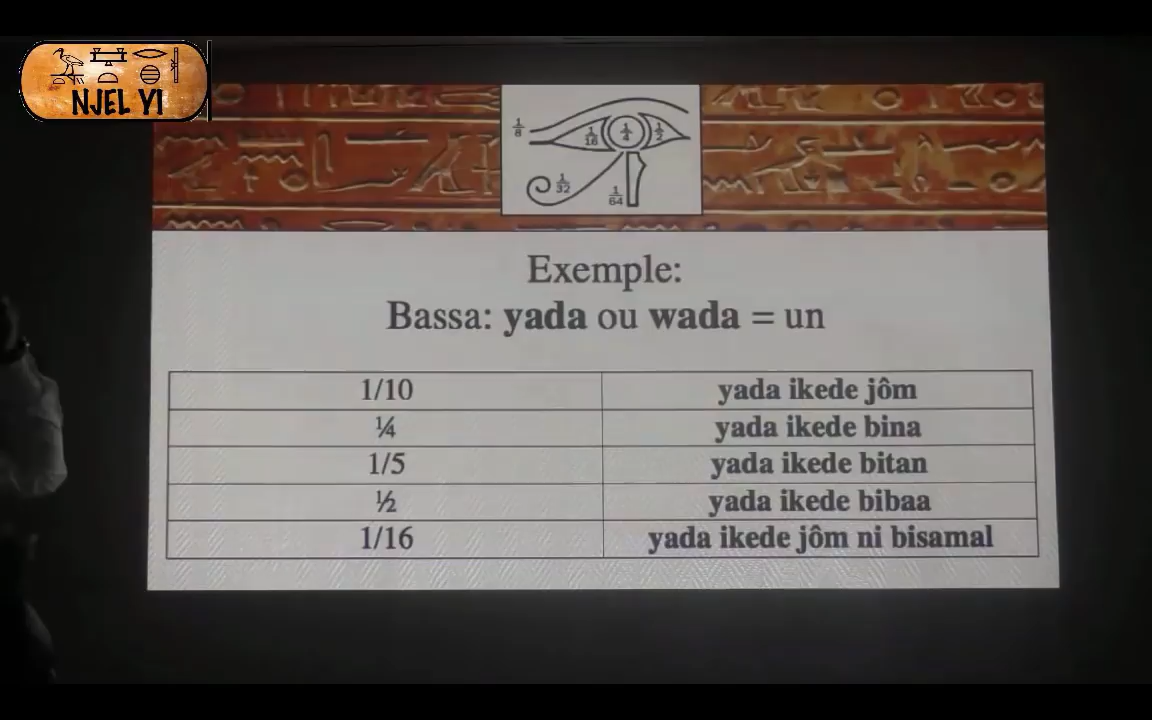 NJEL YI
1/8
1/16
1/4
1/2
1/32
1/64
Exemple:
Bassa: yada ou wada = un
1/10 yada ikede jôm
¼ yada ikede bina
1/5 yada ikede bitan
½ yada ikede bibaa
1/16 yada ikede jôm ni bisamal